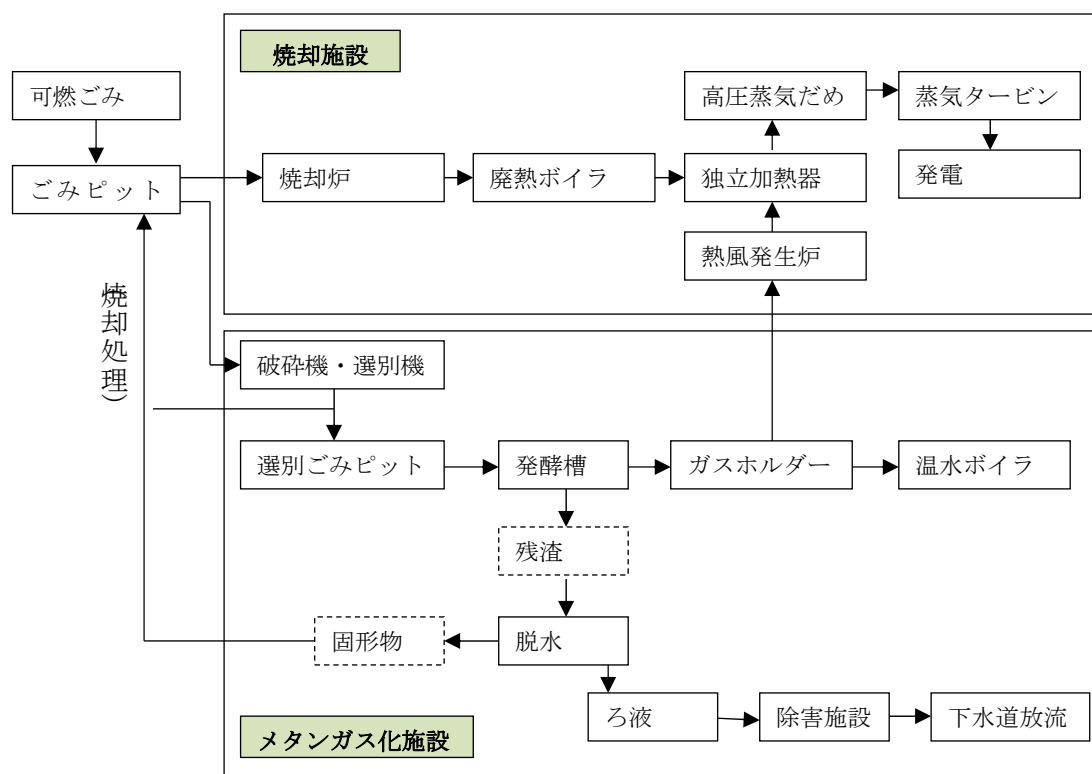 焼却施設
可燃ごみ
高圧蒸気だめ
蒸気タービン
ごみピット
焼却炉
廃熱ボイラ
独立加熱器
発電
熱風発生炉
焼却処理)
破砕機・選別機
選別ごみピット
発酵槽
ガスホルダー
温水ボイラ
残渣
固形物
脱水
ろ液
除害施設
下水道放流
メタンガス化施設